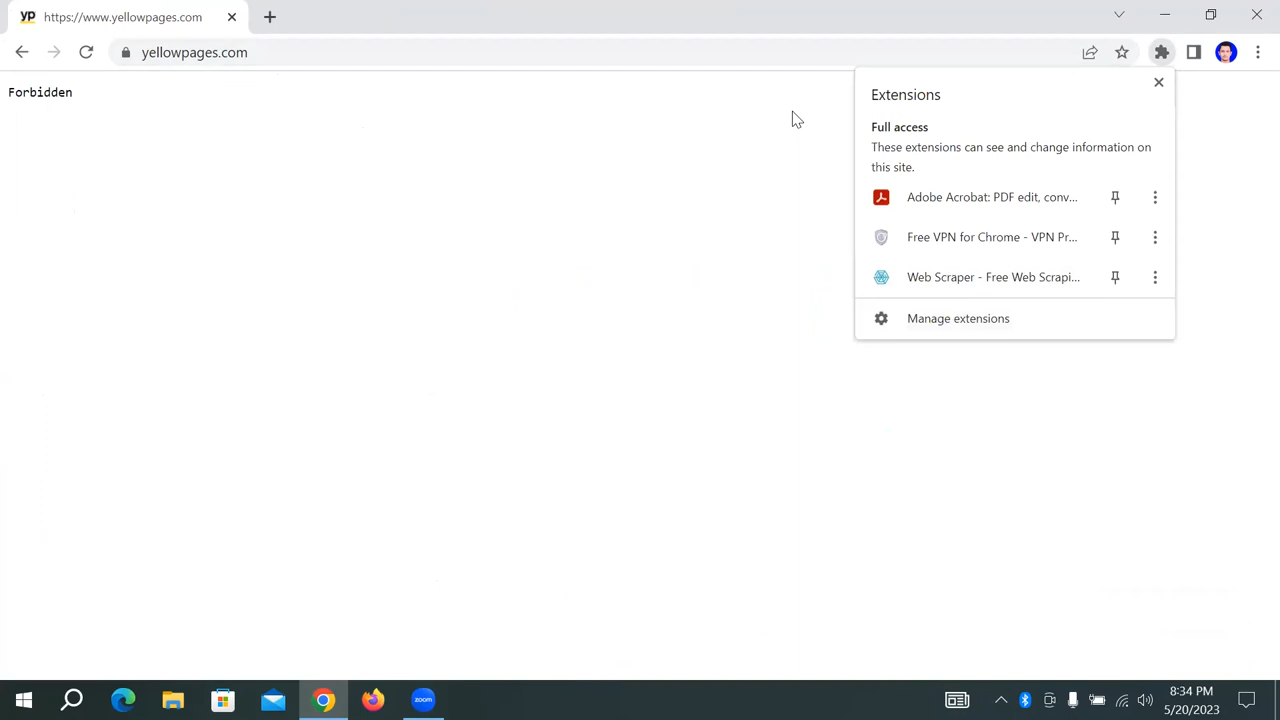 yp https://www.yellowpages.com
yellowpages.com
Forbidden
Extensions
Full access
These extensions can see and change information on
this site.
Adobe Acrobat: PDF edit, conv...
Free VPN for Chrome - VPN Pr...
Web Scraper - Free Web Scrapi...
Manage extensions
zoom
8:34 PM
5/20/2023